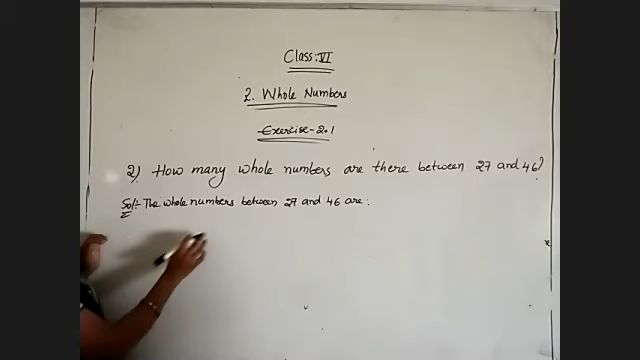 Class:VI
2. Whole Numbers
Exercise-2.1
2) How many whole numbers are there between 27 and 46?
Sol:- The whole numbers between 27 and 46 are: